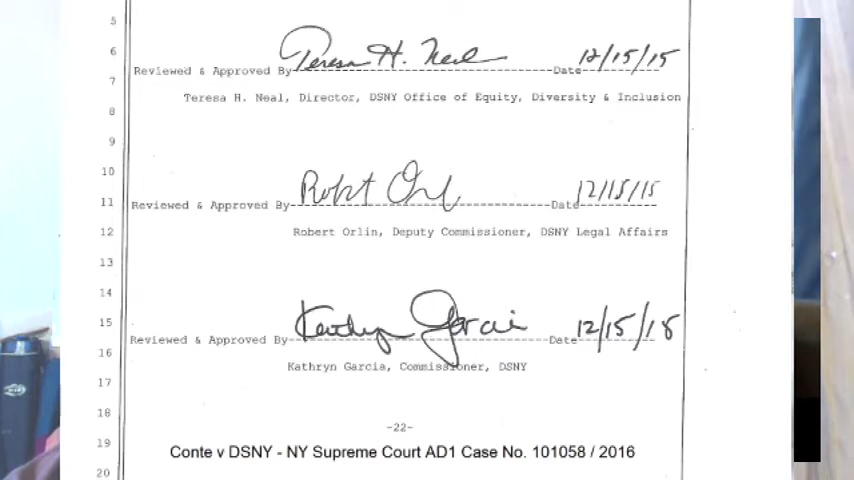 5
6
Teresa H. Neal 12/15/15
Reviewed & Approved By-----------------------------------Date-----------
7
Teresa H. Neal, Director, DSNY Office of Equity, Diversity & Inclusion
8
9
10
Robert Orl 12/15/15
11 Reviewed & Approved By-----------------------------------Date-----------
12 Robert Orlin, Deputy Commissioner, DSNY Legal Affairs
13
14
15 Kathryn Garcia 12/15/15
Reviewed & Approved By-----------------------------------Date-----------
16
Kathryn Garcia, Commissioner, DSNY
17
18
-22-
19 Conte v DSNY - NY Supreme Court AD1 Case No. 101058 / 2016
20